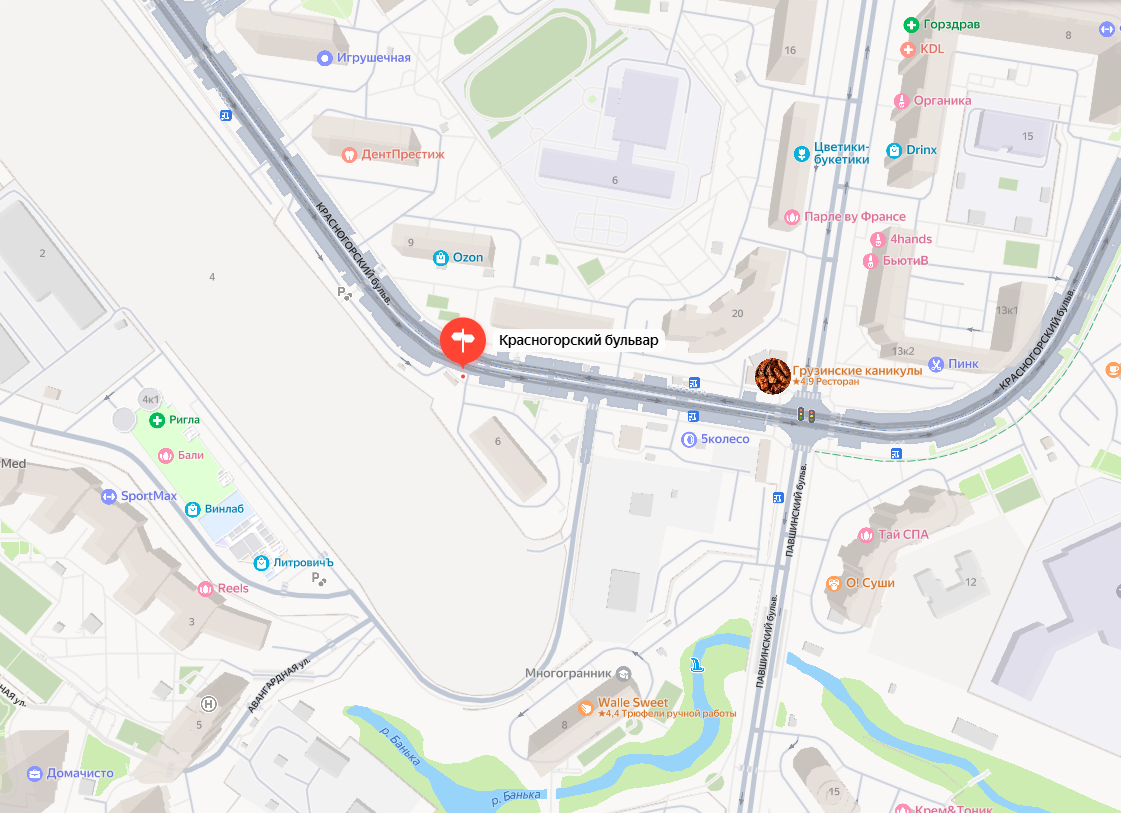 Горздрав
8
Игрушечная
16
KDL
Органика
15
ДентПрестиж
Цветики-
букетики
Drinx
6
КРАСНОГОРСКИЙ бульв.
Парле ву Франсе
9
Ozon
4hands
БьютиВ
2
4
P
20
13к1
КРАСНОГОРСКИЙ бульв.
Красногорский бульвар
13к2
Пинк
Грузинские каникулы
★4,9 Ресторан
4к1
Ригла
6
5колесо
Бали
Med
SportMax
Винлаб
ПАВШИНСКИЙ бульв.
Тай СПА
ЛитровичЪ
P
Reels
О! Суши
12
3
ПАВШИНСКИЙ бульв.
АВАНГАРДНАЯ ул.
Многогранник
НАЯ ул.
H
5
Walle Sweet
★4,4 Трюфели ручной работы
8
р. Банька
Домачисто
р. Банька
15
Крем&Тоник